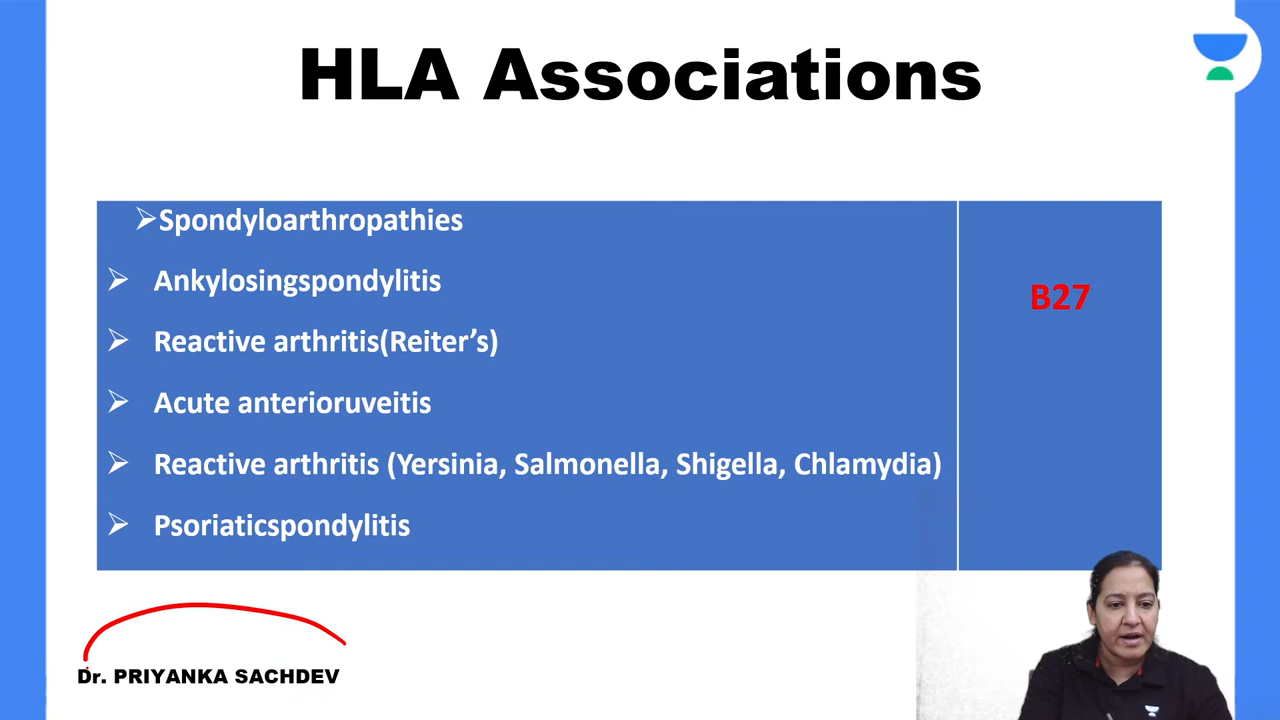 HLA Associations
➢Spondyloarthropathies
➢ Ankylosingspondylitis
B27
➢ Reactive arthritis(Reiter’s)
➢ Acute anterioruveitis
➢ Reactive arthritis (Yersinia, Salmonella, Shigella, Chlamydia)
➢ Psoriaticspondylitis
Dr. PRIYANKA SACHDEV